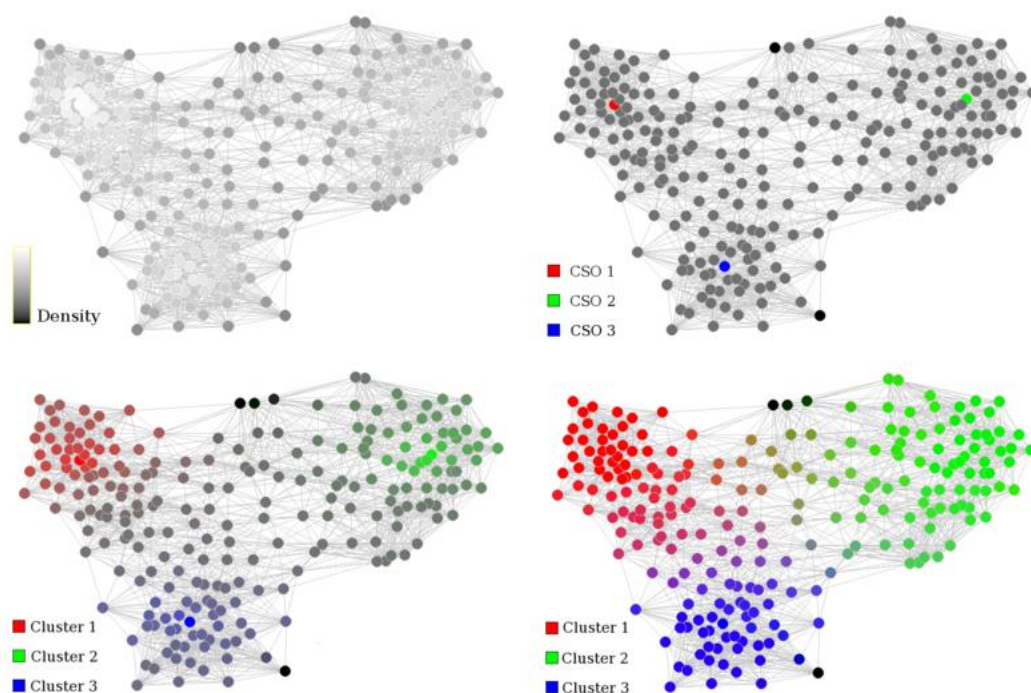 Density
CSO 1
CSO 2
CSO 3
Cluster 1
Cluster 2
Cluster 3
Cluster 1
Cluster 2
Cluster 3